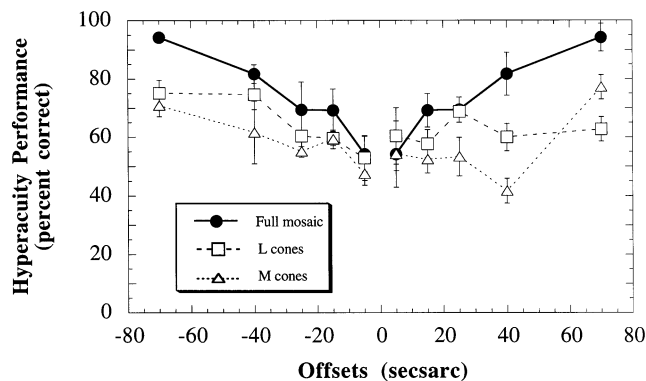 Hyperacuity Performance
(percent correct)
100
80
60
40
20
0
Full mosaic
L cones
M cones
-80 -60 -40 -20 0 20 40 60 80
Offsets (secsarc)